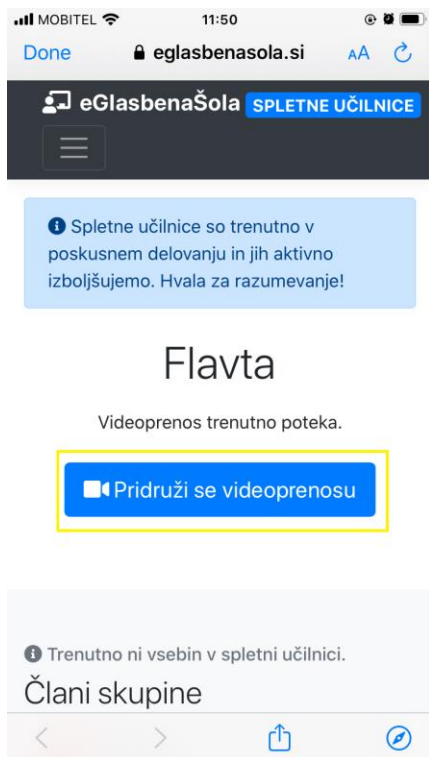 MOBITEL 11:50
Done eglasbenasola.si AA
eGlasbenaŠola SPLETNE UČILNICE
Spletne učilnice so trenutno v
poskusnem delovanju in jih aktivno
izboljšujemo. Hvala za razumevanje!
Flavta
Videoprenos trenutno poteka.
Pridruži se videoprenosu
Trenutno ni vsebin v spletni učilnici.
Člani skupine